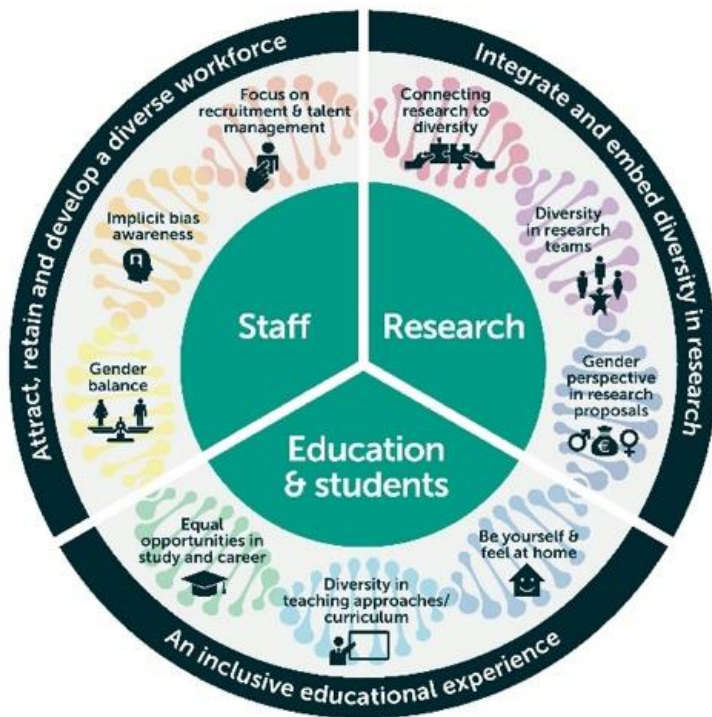 Attract, retain and develop a diverse workforce
Integrate and embed diversity in research
An inclusive educational experience
Staff
Focus on
recruitment & talent
management
Implicit bias
awareness
Gender
balance
Research
Connecting
research to
diversity
Diversity
in research
teams
Gender
perspective
in research
proposals
€
Education
& students
Equal
opportunities in
study and career
Diversity in
teaching approaches/
curriculum
Be yourself &
feel at home